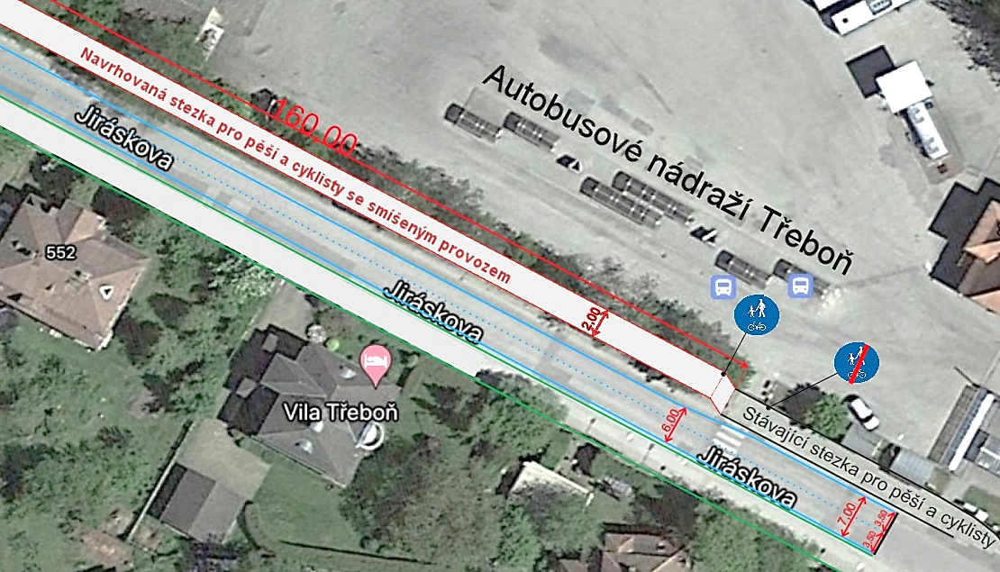 Navrhovaná stezka pro pěší a cyklisty se smíšeným provozem
160.00
Autobusové nádraží Třeboň
Jiráskova
552
Jiráskova
2.00
Vila Třeboň
6.00
Stávající stezka pro pěší a cyklisty
Jiráskova
7.00
3.50
3.50